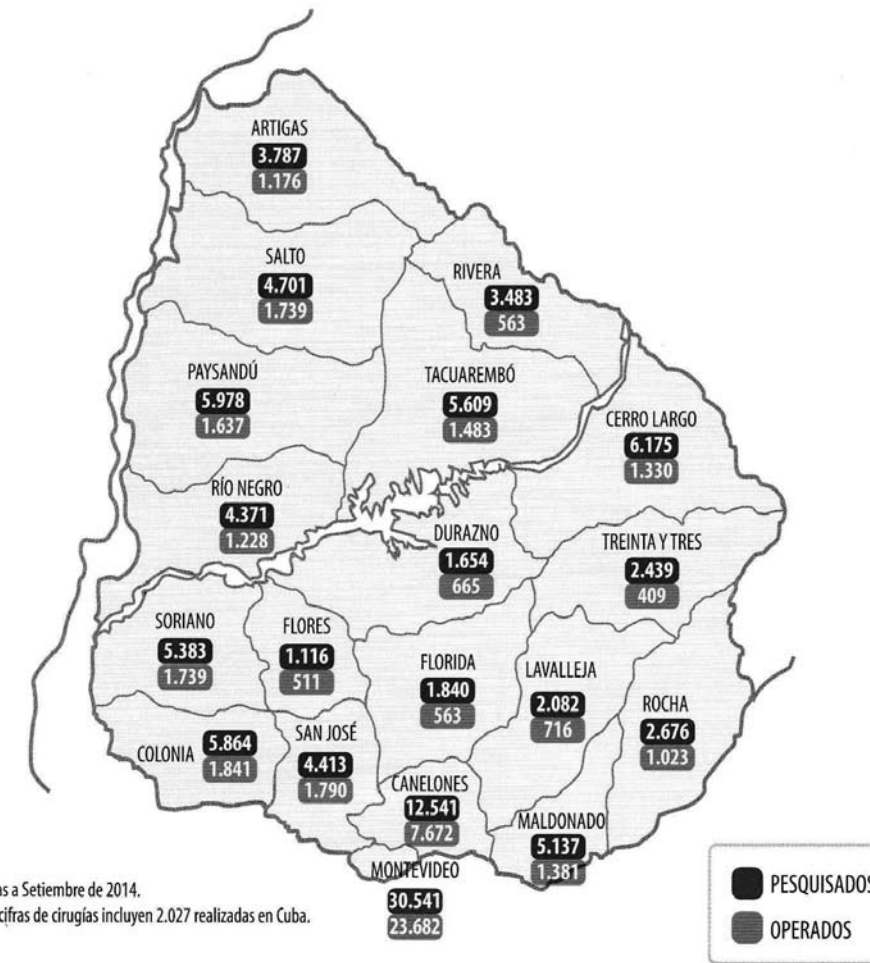 ARTIGAS
3.787
1.176
SALTO
4.701
1.739
RIVERA
3.483
563
PAYSANDÚ
5.978
1.637
TACUAREMBÓ
5.609
1.483
CERRO LARGO
6.175
1.330
RÍO NEGRO
4.371
1.228
DURAZNO
1.654
665
TREINTA Y TRES
2.439
409
SORIANO
5.383
1.739
FLORES
1.116
511
FLORIDA
1.840
563
LAVALLEJA
2.082
716
ROCHA
2.676
1.023
COLONIA
5.864
1.841
SAN JOSÉ
4.413
1.790
CANELONES
12.541
7.672
MALDONADO
5.137
1.381
MONTEVIDEO
30.541
23.682
as a Setiembre de 2014.
cifras de cirugías incluyen 2.027 realizadas en Cuba.
PESQUISADOS
OPERADOS